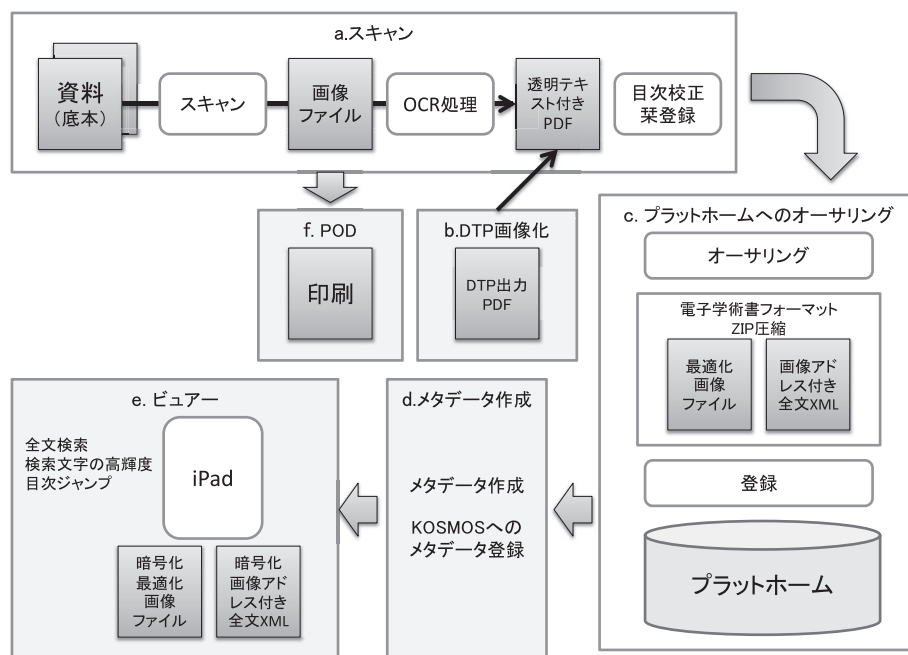 a.スキャン
資料
（底本）
スキャン
画像
ファイル
OCR処理
透明テキ
スト付き
PDF
目次校正
栞登録
f. POD
印刷
b.DTP画像化
DTP出力
PDF
c. プラットホームへのオーサリング
オーサリング
電子学術書フォーマット
ZIP圧縮
最適化
画像
ファイル
画像アド
レス付き
全文XML
登録
プラットホーム
d.メタデータ作成
メタデータ作成
KOSMOSへの
メタデータ登録
e. ビュアー
全文検索
検索文字の高輝度
目次ジャンプ
iPad
暗号化
最適化
画像
ファイル
暗号化
画像アド
レス付き
全文XML